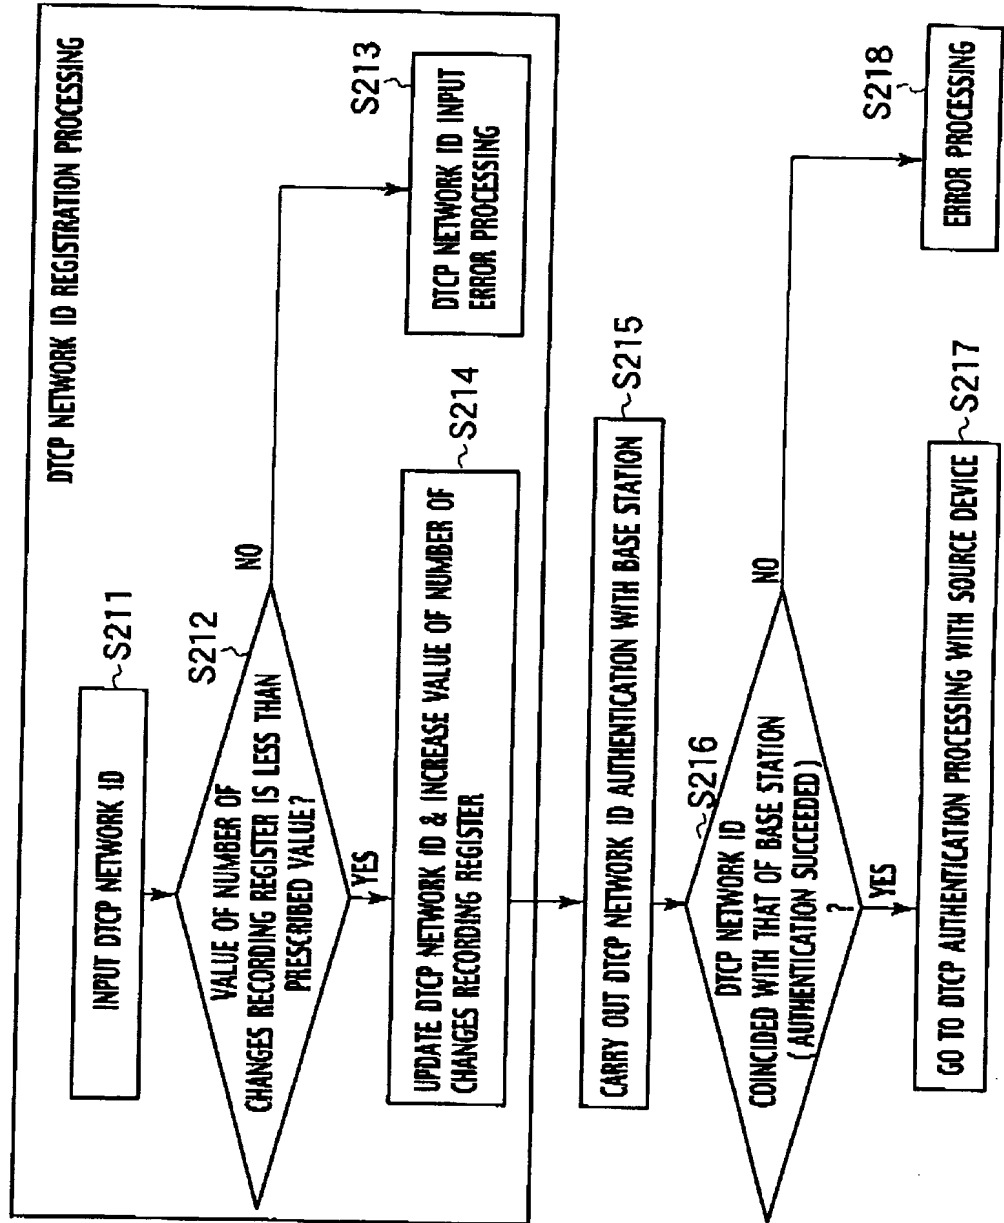 DTCP NETWORK ID REGISTRATION PROCESSING
S211
INPUT DTCP NETWORK ID
S212
VALUE OF NUMBER OF
CHANGES RECORDING REGISTER IS LESS THAN
PRESCRIBED VALUE?
NO
YES
S213
DTCP NETWORK ID INPUT
ERROR PROCESSING
S214
UPDATE DTCP NETWORK ID & INCREASE VALUE OF NUMBER OF
CHANGES RECORDING REGISTER
S215
CARRY OUT DTCP NETWORK ID AUTHENTICATION WITH BASE STATION
S216
DTCP NETWORK ID
COINCIDED WITH THAT OF BASE STATION
(AUTHENTICATION SUCCEEDED)
?
NO
YES
S217
GO TO DTCP AUTHENTICATION PROCESSING WITH SOURCE DEVICE
S218
ERROR PROCESSING